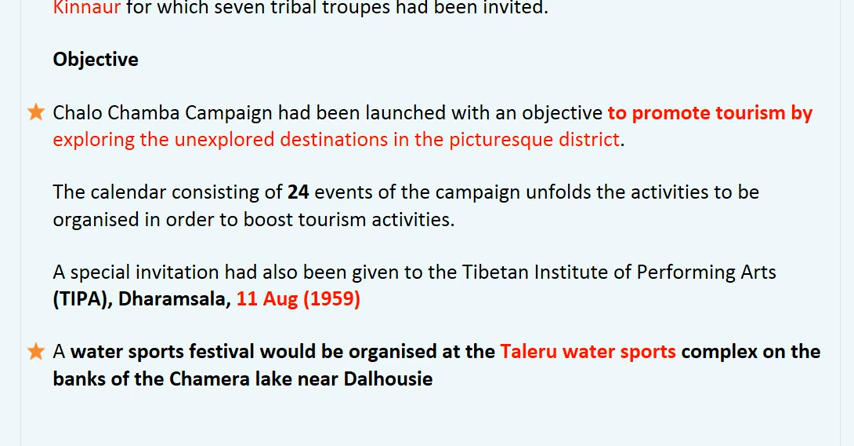 Kinnaur for which seven tribal troupes had been invited.
Objective
Chalo Chamba Campaign had been launched with an objective to promote tourism by
exploring the unexplored destinations in the picturesque district.
The calendar consisting of 24 events of the campaign unfolds the activities to be
organised in order to boost tourism activities.
A special invitation had also been given to the Tibetan Institute of Performing Arts
(TIPA), Dharamsala, 11 Aug (1959)
A water sports festival would be organised at the Taleru water sports complex on the
banks of the Chamera lake near Dalhousie